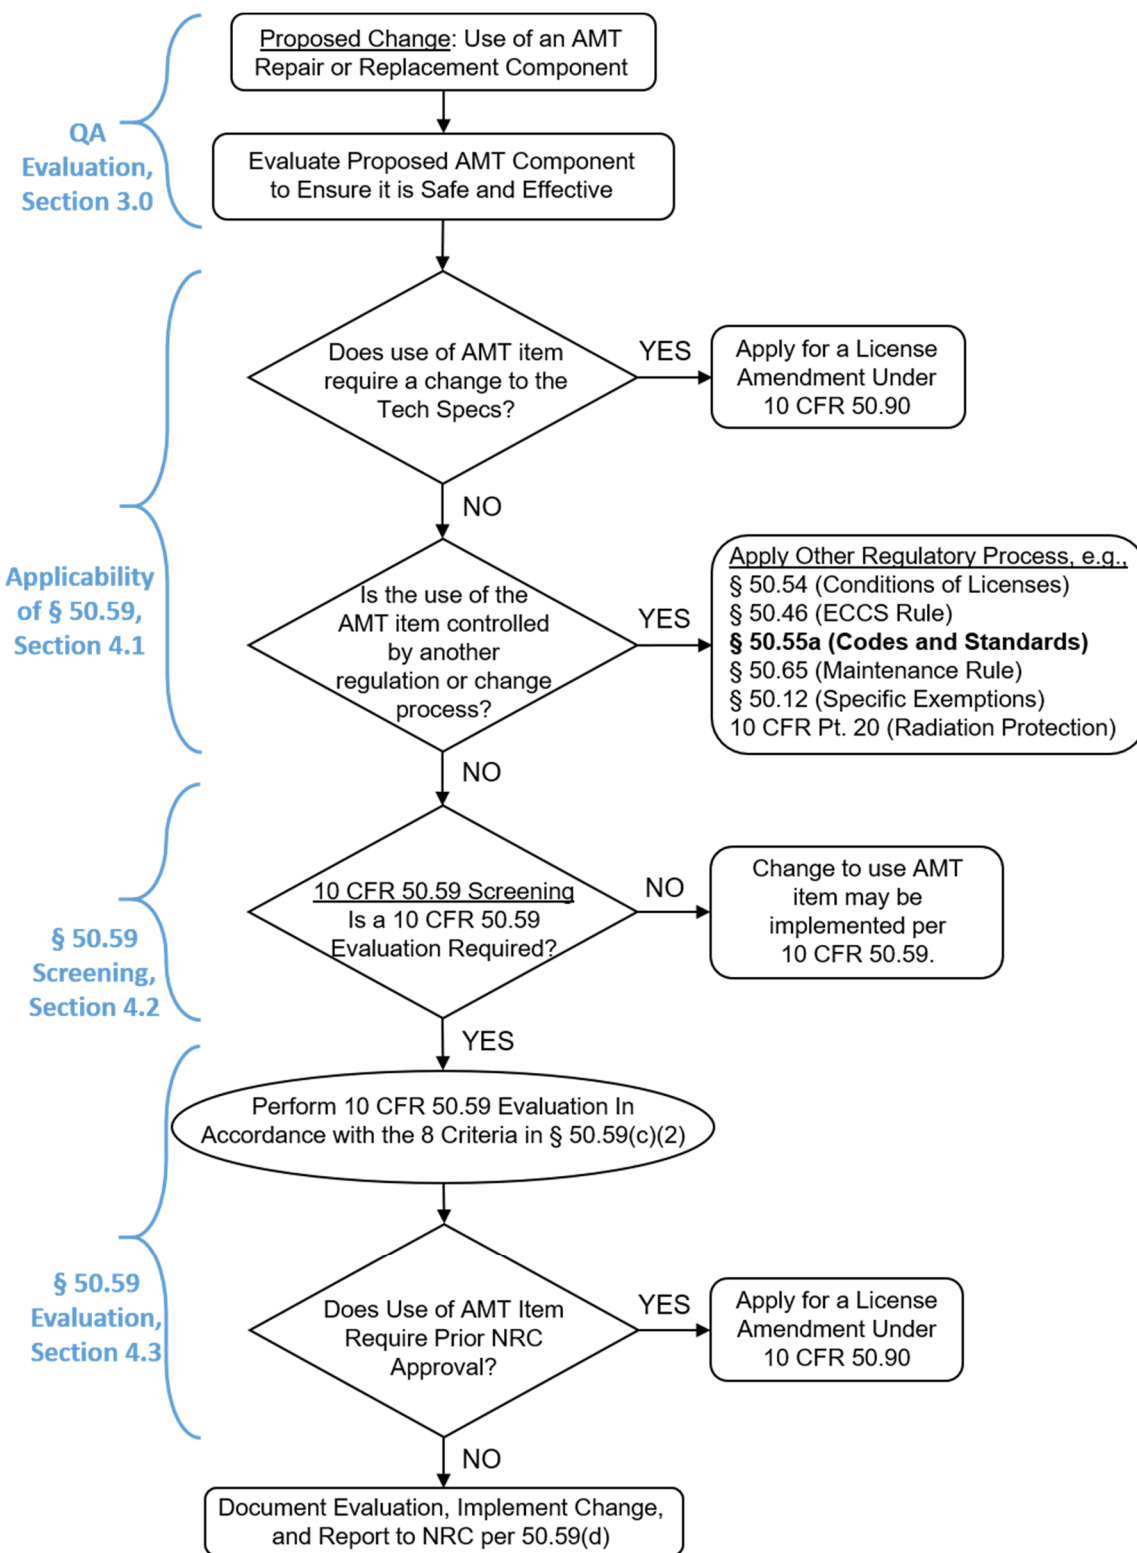 Proposed Change: Use of an AMT
Repair or Replacement Component
QA
Evaluation,
Section 3.0
Evaluate Proposed AMT Component
to Ensure it is Safe and Effective
Does use of AMT item
require a change to the
Tech Specs?
YES
Apply for a License
Amendment Under
10 CFR 50.90
NO
Applicability
of § 50.59,
Section 4.1
Is the use of the
AMT item controlled
by another
regulation or change
process?
YES
Apply Other Regulatory Process, e.g.,
§ 50.54 (Conditions of Licenses)
§ 50.46 (ECCS Rule)
§ 50.55a (Codes and Standards)
§ 50.65 (Maintenance Rule)
§ 50.12 (Specific Exemptions)
10 CFR Pt. 20 (Radiation Protection)
NO
§ 50.59
Screening,
Section 4.2
10 CFR 50.59 Screening
Is a 10 CFR 50.59
Evaluation Required?
NO
Change to use AMT
item may be
implemented per
10 CFR 50.59.
YES
Perform 10 CFR 50.59 Evaluation In
Accordance with the 8 Criteria in § 50.59(c)(2)
§ 50.59
Evaluation,
Section 4.3
Does Use of AMT Item
Require Prior NRC
Approval?
YES
Apply for a License
Amendment Under
10 CFR 50.90
NO
Document Evaluation, Implement Change,
and Report to NRC per 50.59(d)